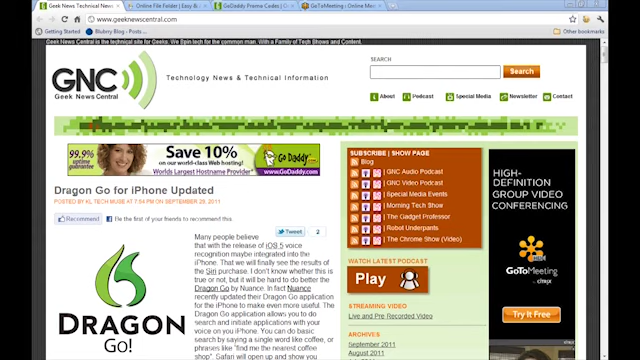 Geek News Central Technical News
Online File Folder | Easy B
GoDaddy Promo Codes | G
GoToMeeting - Online Me
www.geeknewscentral.com
Getting Started
Blubrry Blog - Posts
Other bookmarks
Geek News Central is the technical site for Geeks. We Spin tech for the common man. With a Family of Tech Shows and Content.
GNC
Geek News Central
Technology News & Technical Information
SEARCH
Search
About
Podcast
Special Media
Newsletter
Contact
99.9%
uptime
guarantee
Save 10%
on our world-class Web hosting!
World's Largest Hostname Provider
Go Daddy
www.GoDaddy.com
Dragon Go for iPhone Updated
POSTED BY KL TECH MUSE AT 7:54 PM ON SEPTEMBER 28, 2011
Recommend
Be the first of your friends to recommend this.
Tweet
2
Many people believe
that with the release of iOS 5 voice
recognition maybe integrated into the
iPhone. That we will finally see the results of
the Siri purchase. I don't know whether this is
true or not, but it will be hard to do better the
Dragon Go by Nuance. In fact Nuance
recently updated their Dragon Go application
for the iPhone to make even more useful. The
Dragon Go application allows you to do
search and initiate applications with your
voice on you iPhone. You can do basic
search by saying a single word like coffee, or
phrases like "find me the nearest coffee
shop". Safari will open up and show you
DRAGON
Go!
SUBSCRIBE | SHOW PAGE
Blog
| GNC Audio Podcast
| GNC Video Podcast
| Special Media Events
| Morning Tech Show
| The Gadget Professor
| Robot Underpants
| The Chrome Show (Video)
WATCH LATEST PODCAST
Play
STREAMING VIDEO
Live and Pre Recorded Video
ARCHIVES
September 2011
August 2011
HIGH-
DEFINITION
GROUP VIDEO
CONFERENCING
GoToMeeting
by citrix
Try It Free